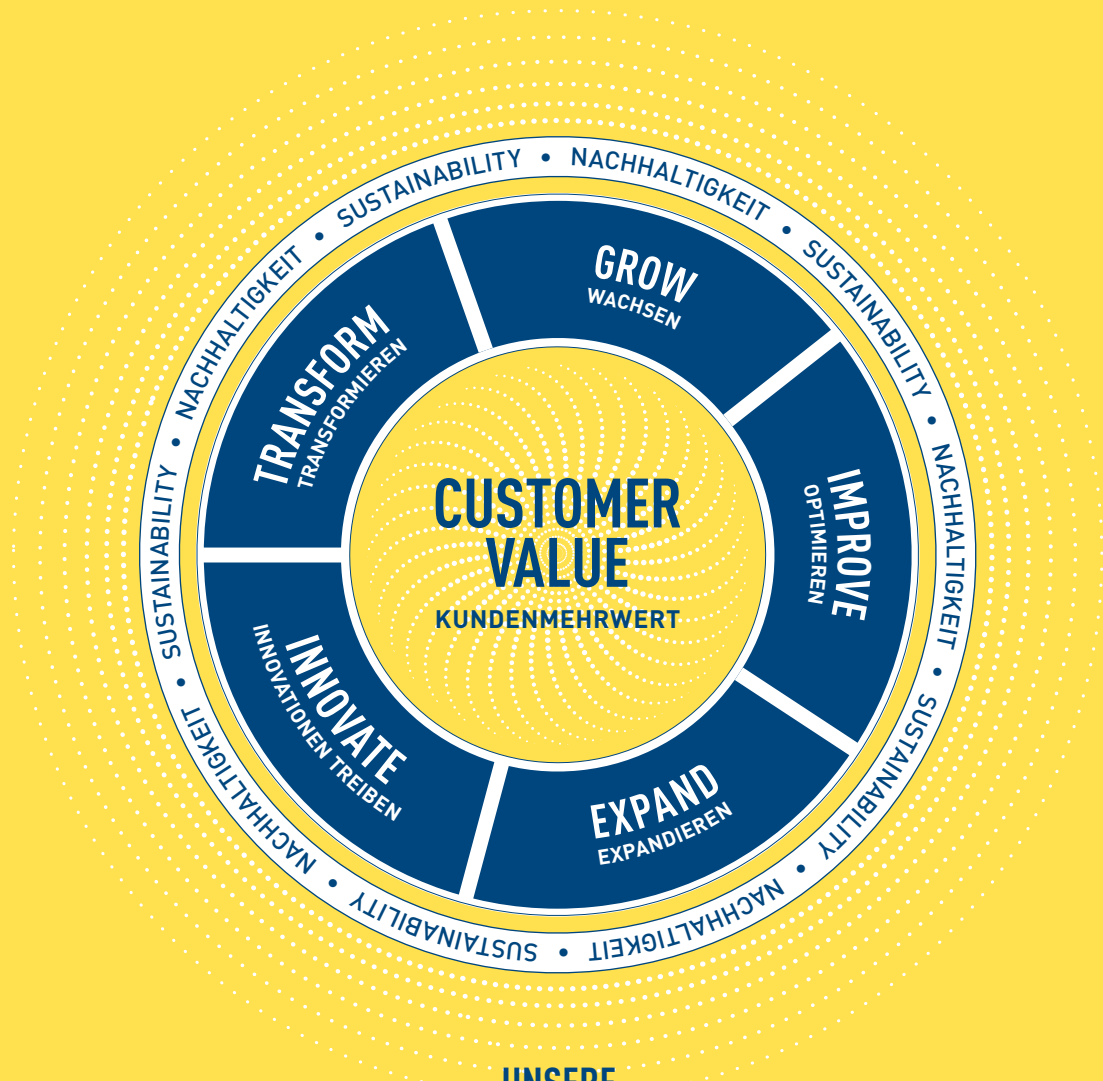 SUSTAINABILITY • NACHHALTIGKEIT • SUSTAINABILITY • NACHHALTIGKEIT • SUSTAINABILITY • NACHHALTIGKEIT • SUSTAINABILITY • NACHHALTIGKEIT • SUSTAINABILITY • NACHHALTIGKEIT •
GROW
WACHSEN
IMPROVE
OPTIMIEREN
EXPAND
EXPANDIEREN
INNOVATE
INNOVATIONEN TREIBEN
TRANSFORM
TRANSFORMIEREN
CUSTOMER
VALUE
KUNDENMEHRWERT
UNSERE